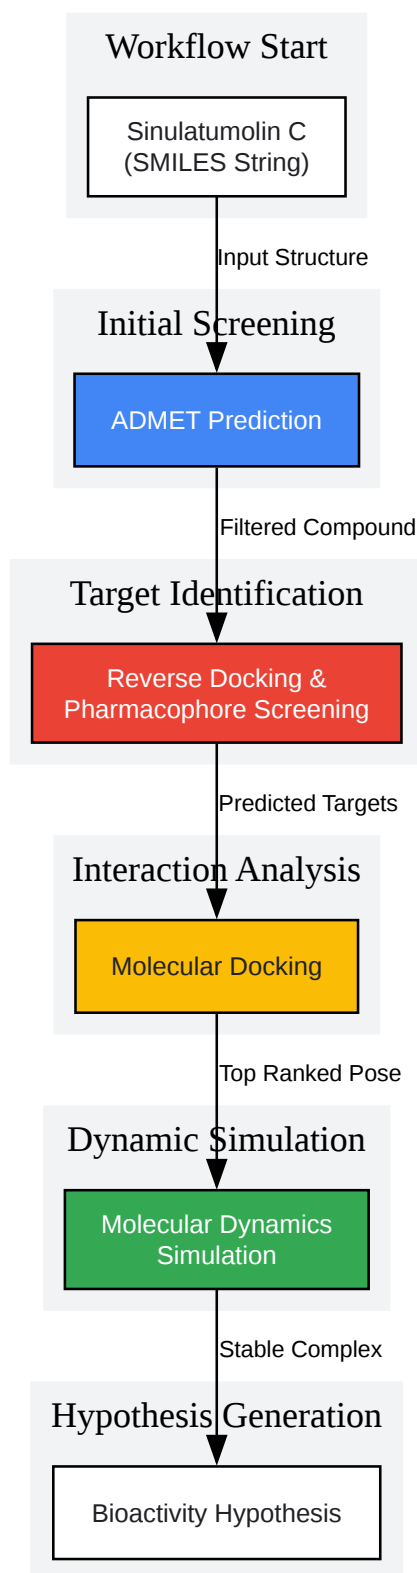 Workflow Start
Sinulatumolin C
(SMILES String)
Input Structure
Initial Screening
ADMET Prediction
Filtered Compound
Target Identification
Reverse Docking &
Pharmacophore Screening
Predicted Targets
Interaction Analysis
Molecular Docking
Top Ranked Pose
Dynamic Simulation
Molecular Dynamics
Simulation
Stable Complex
Hypothesis Generation
Bioactivity Hypothesis